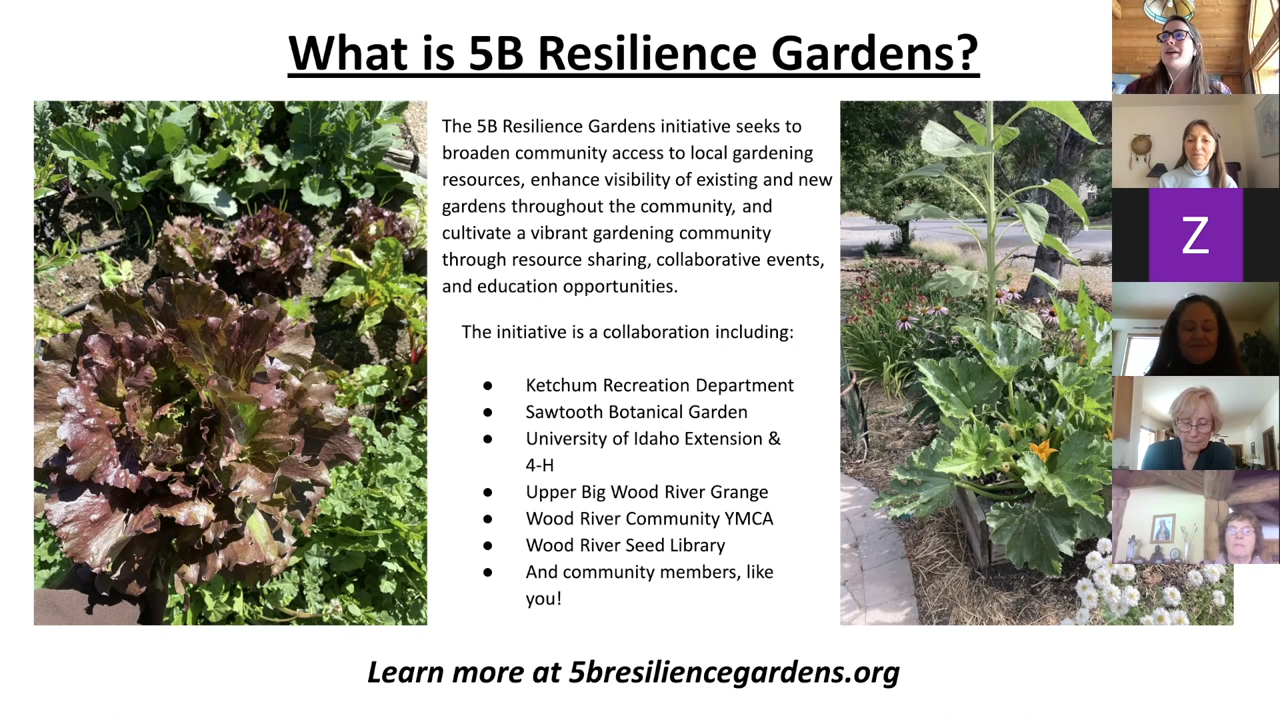 What is 5B Resilience Gardens?
The 5B Resilience Gardens initiative seeks to
broaden community access to local gardening
resources, enhance visibility of existing and new
gardens throughout the community, and
cultivate a vibrant gardening community
through resource sharing, collaborative events,
and education opportunities.
The initiative is a collaboration including:
● Ketchum Recreation Department
● Sawtooth Botanical Garden
● University of Idaho Extension &
4-H
● Upper Big Wood River Grange
● Wood River Community YMCA
● Wood River Seed Library
● And community members, like
you!
Learn more at 5bresiliencegardens.org
Z